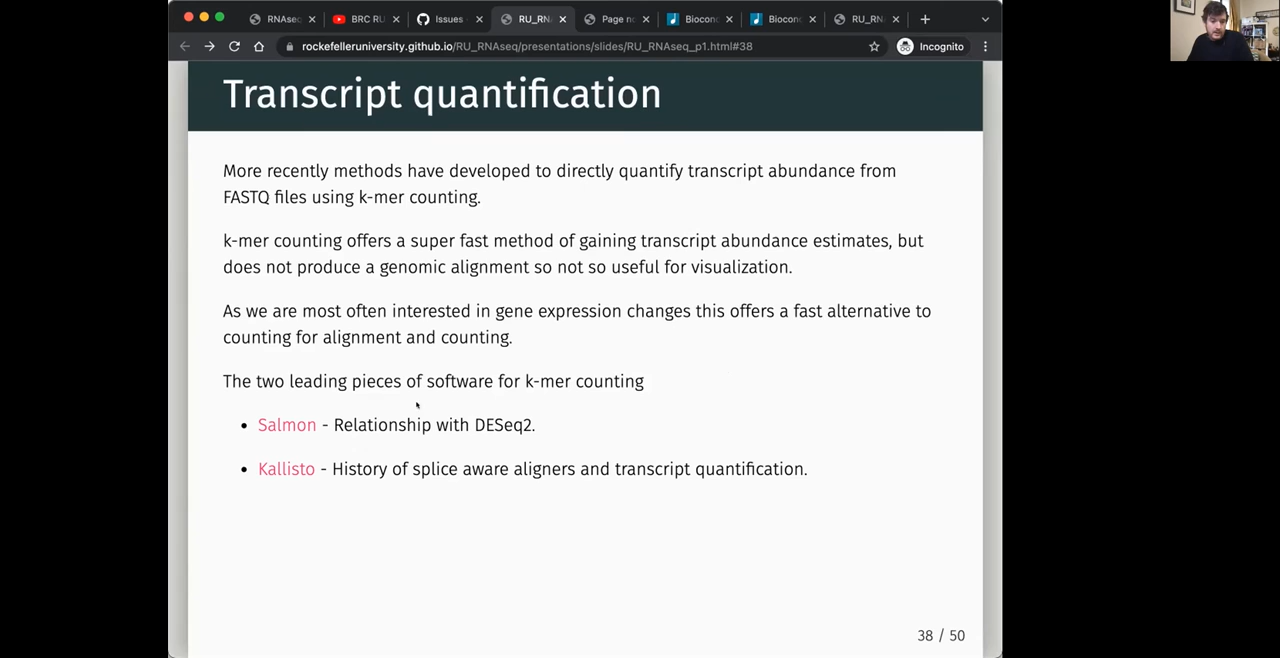 RNAseq
BRC RU
Issues
RU_RN
Page n
Biocon
Biocon
RU_RN
rockefelleruniversity.github.io/RU_RNAseq/presentations/slides/RU_RNAseq_p1.html#38
Incognito
Transcript quantification
More recently methods have developed to directly quantify transcript abundance from
FASTQ files using k-mer counting.
k-mer counting offers a super fast method of gaining transcript abundance estimates, but
does not produce a genomic alignment so not so useful for visualization.
As we are most often interested in gene expression changes this offers a fast alternative to
counting for alignment and counting.
The two leading pieces of software for k-mer counting
• Salmon - Relationship with DESeq2.
• Kallisto - History of splice aware aligners and transcript quantification.
38 / 50